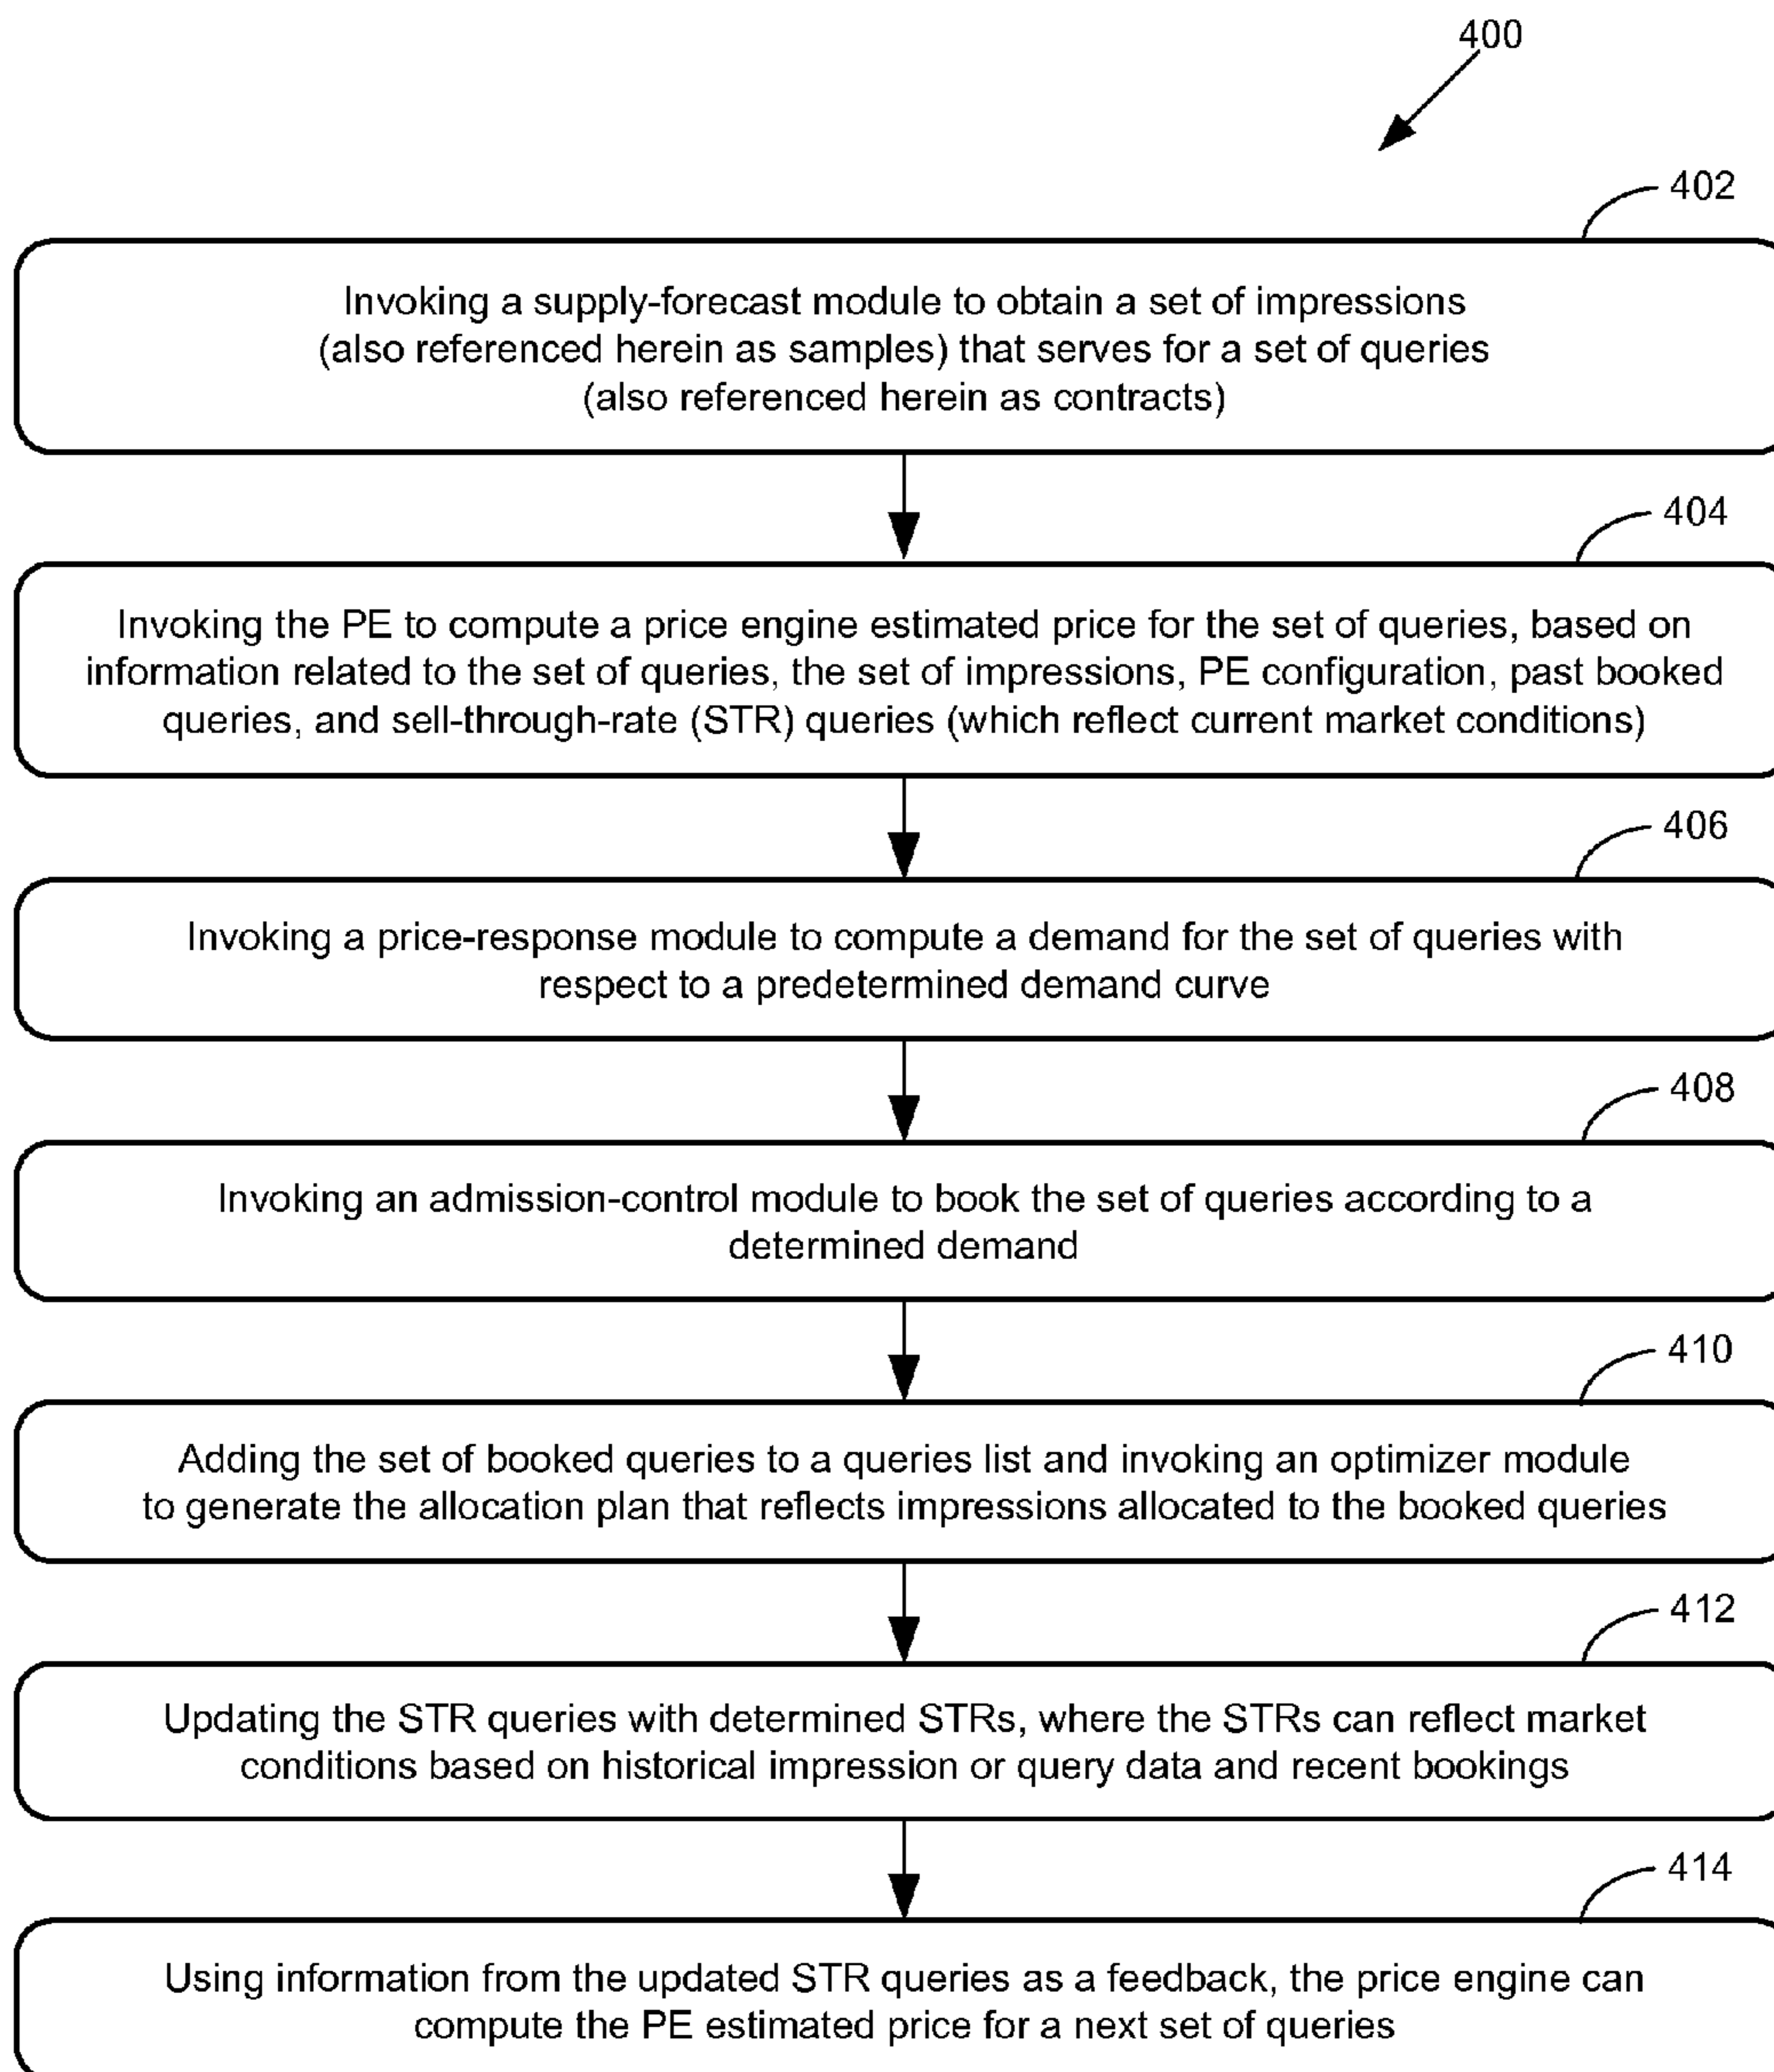 400
402
Invoking a supply-forecast module to obtain a set of impressions
(also referenced herein as samples) that serves for a set of queries
(also referenced herein as contracts)
404
Invoking the PE to compute a price engine estimated price for the set of queries, based on
information related to the set of queries, the set of impressions, PE configuration, past booked
queries, and sell-through-rate (STR) queries (which reflect current market conditions)
406
Invoking a price-response module to compute a demand for the set of queries with
respect to a predetermined demand curve
408
Invoking an admission-control module to book the set of queries according to a
determined demand
410
Adding the set of booked queries to a queries list and invoking an optimizer module
to generate the allocation plan that reflects impressions allocated to the booked queries
412
Updating the STR queries with determined STRs, where the STRs can reflect market
conditions based on historical impression or query data and recent bookings
414
Using information from the updated STR queries as a feedback, the price engine can
compute the PE estimated price for a next set of queries